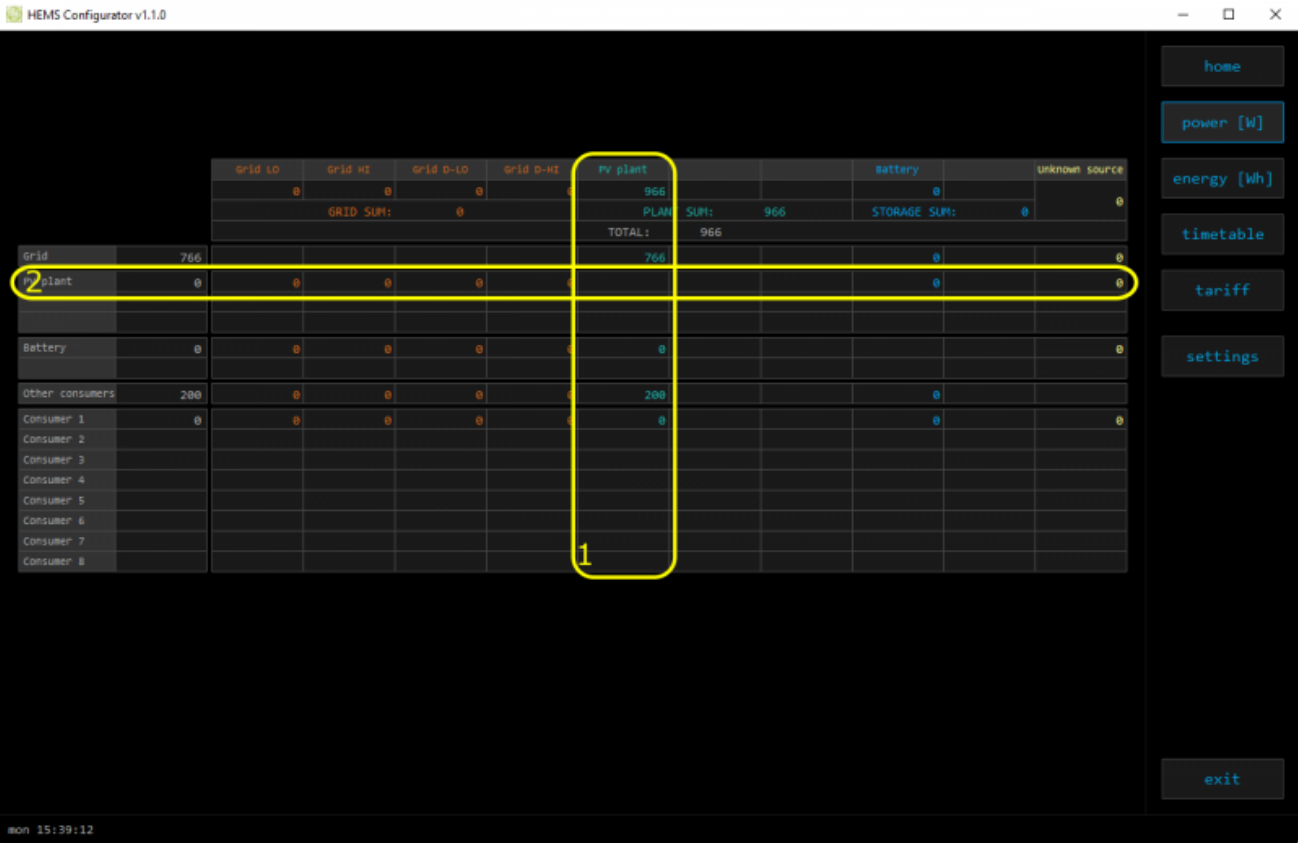 HEMS Configurator v1.1.0
home
power [W]
energy [Wh]
timetable
tariff
settings
exit
Grid LO Grid HI Grid D-LO Grid D-HI PV plant Battery Unknown source
0 0 0 0 966 0
GRID SUM: 0 PLAN SUM: 966 STORAGE SUM: 0 0
TOTAL: 966
Grid 766 766 0 0
2 plant 0 0 0 0 0 0 0
Battery 0 0 0 0 0 0 0
Other consumers 200 0 0 0 0 200 0
Consumer 1 0 0 0 0 0 0 0 0
Consumer 2
Consumer 3
Consumer 4
Consumer 5
Consumer 6
Consumer 7
Consumer 8
1
mon 15:39:12